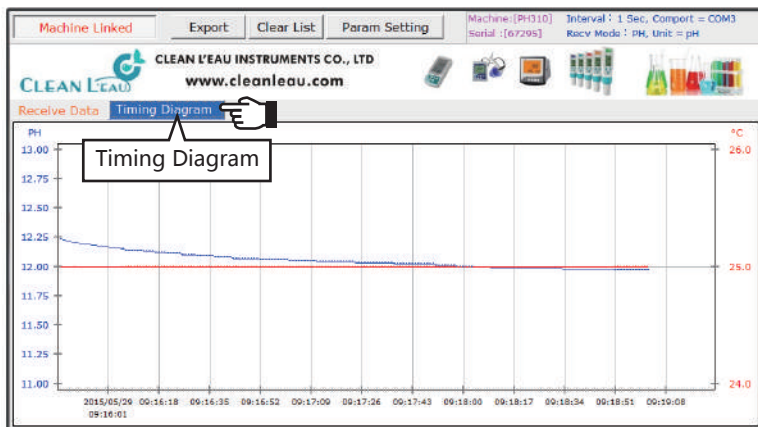 Machine Linked Export Clear List Param Setting Machine:[PH310] Interval : 1 Sec, Comport = COM3
Serial :[67295] Recv Mode : PH, Unit = pH
CLEAN L'EAU INSTRUMENTS CO., LTD
CLEAN L'EAU www.cleanleau.com
Receive Data Timing Diagram
Timing Diagram
PH °C
13.00 26.0
12.75
12.50
12.25
12.00 25.0
11.75
11.50
11.25
11.00 24.0
2015/05/29 09:16:18 09:16:35 09:16:52 09:17:09 09:17:26 09:17:43 09:18:00 09:18:17 09:18:34 09:18:51 09:19:08
09:16:01